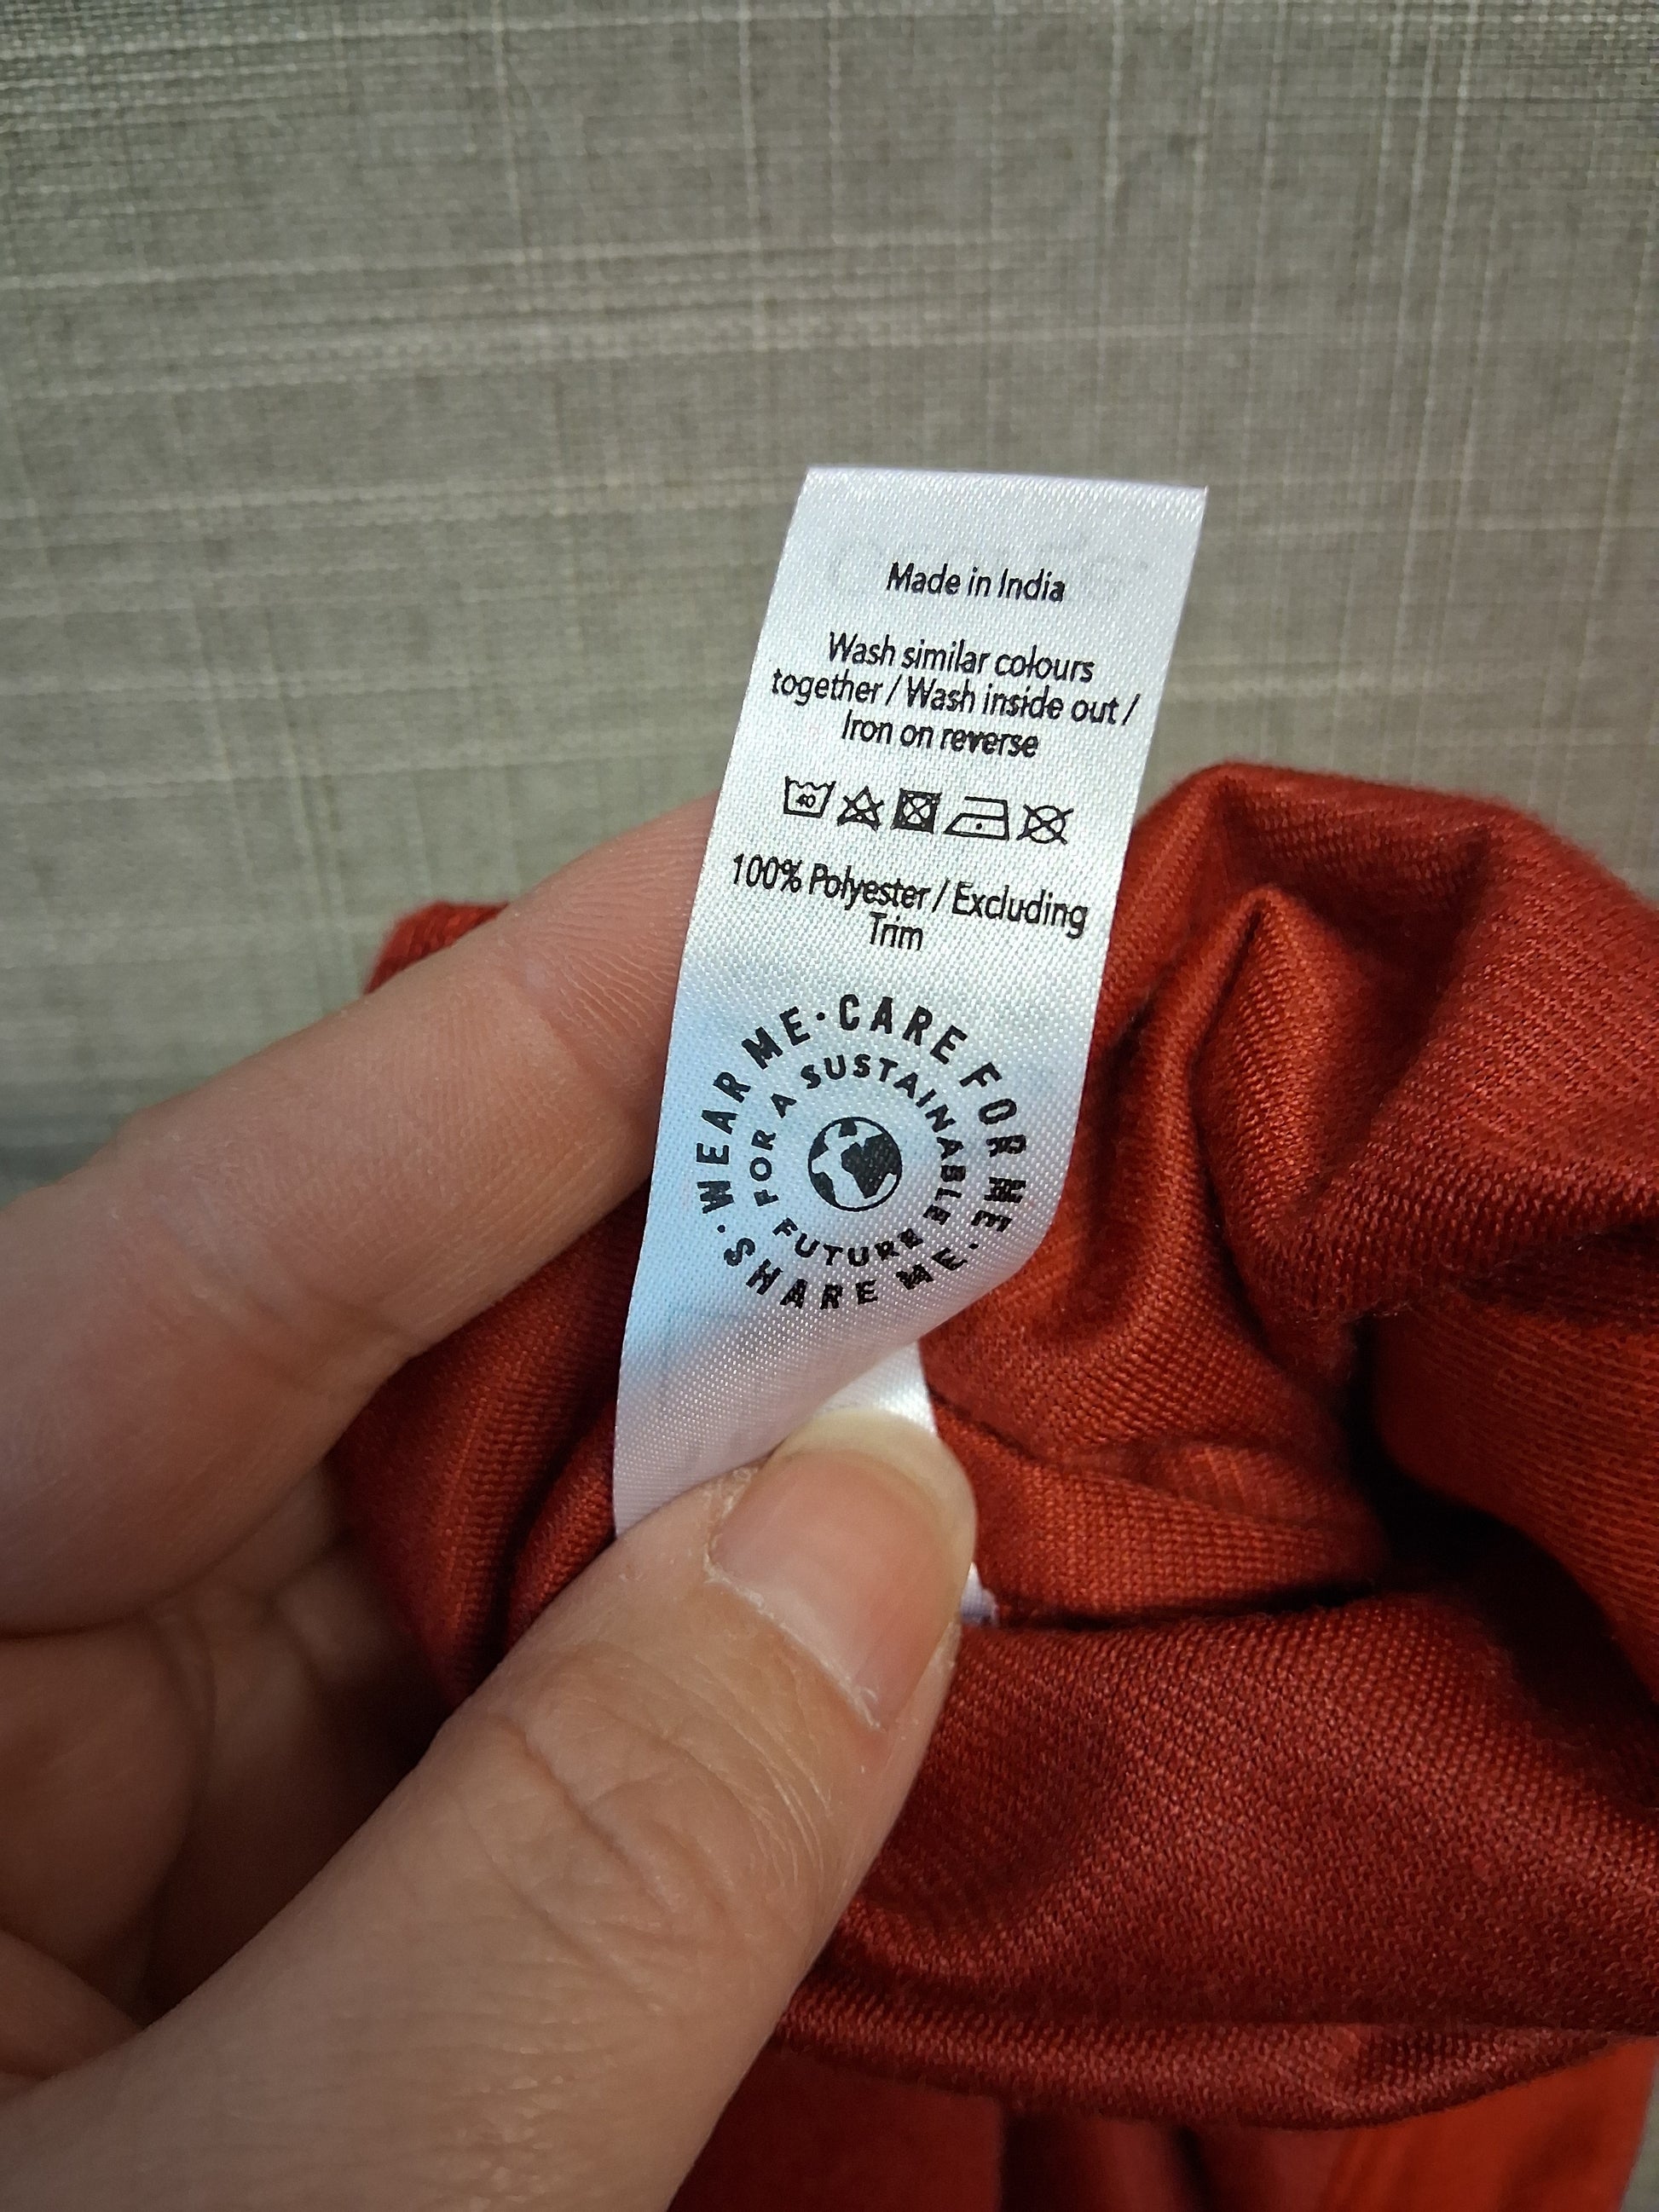 Made in India
Wash similar colours
together / Wash inside out /
Iron on reverse
40
100% Polyester / Excluding
Trim
· WEAR ME · CARE FOR ME · SHARE ME
FOR A SUSTAINABLE FUTURE